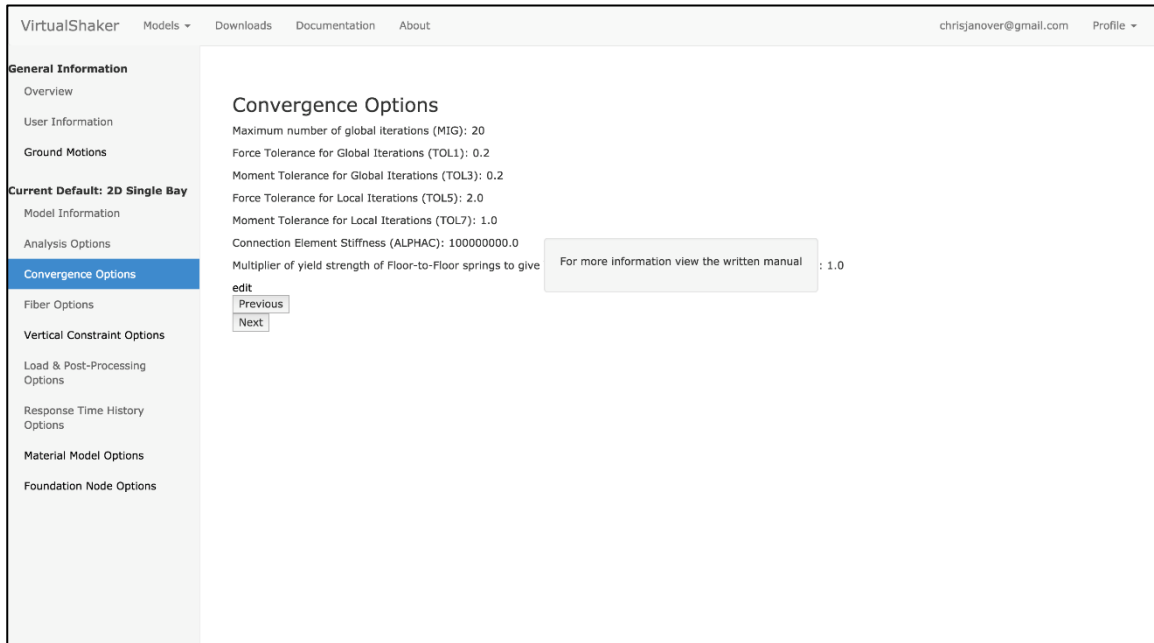 VirtualShaker Models Downloads Documentation About chrisjanover@gmail.com Profile
General Information
Overview
User Information
Ground Motions
Current Default: 2D Single Bay
Model Information
Analysis Options
Convergence Options
Fiber Options
Vertical Constraint Options
Load & Post-Processing
Options
Response Time History
Options
Material Model Options
Foundation Node Options
Convergence Options
Maximum number of global iterations (MIG): 20
Force Tolerance for Global Iterations (TOL1): 0.2
Moment Tolerance for Global Iterations (TOL3): 0.2
Force Tolerance for Local Iterations (TOL5): 2.0
Moment Tolerance for Local Iterations (TOL7): 1.0
Connection Element Stiffness (ALPHAC): 100000000.0
Multiplier of yield strength of Floor-to-Floor springs to give : 1.0
For more information view the written manual
edit
Previous
Next